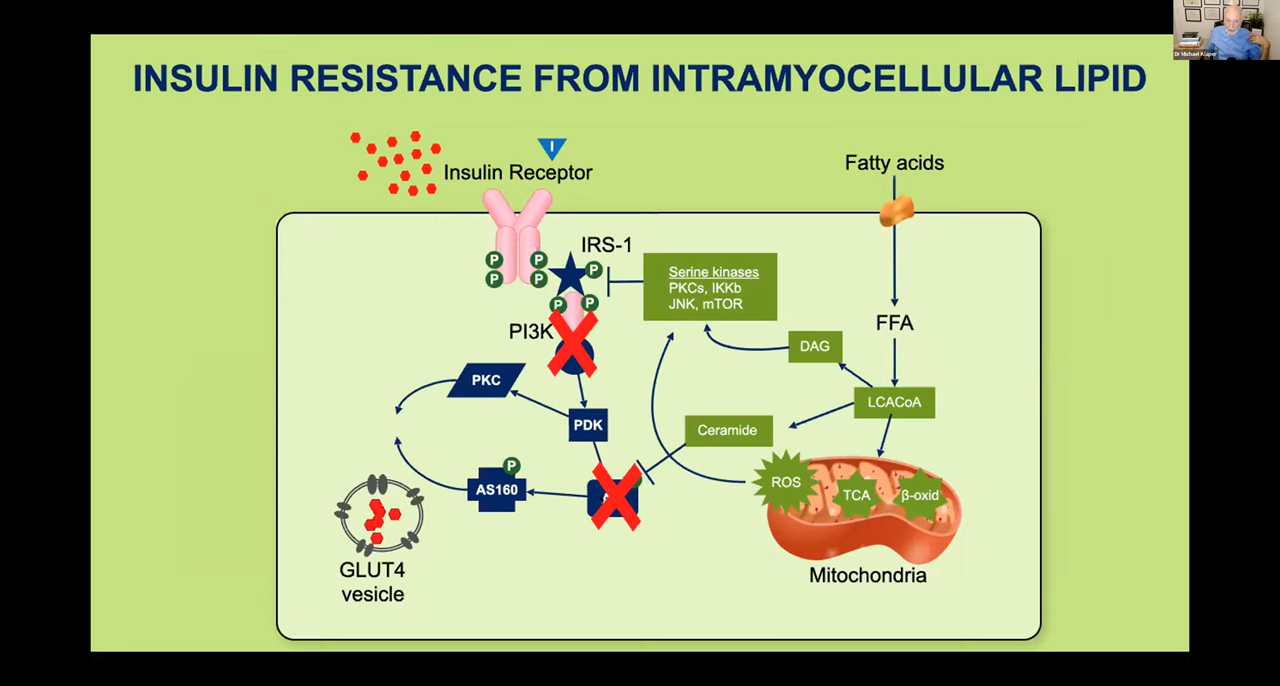 Dr Michael Klaper
INSULIN RESISTANCE FROM INTRAMYOCELLULAR LIPID
I
Insulin Receptor
Fatty acids
IRS-1
P
P
P
P
P
Serine kinases
PKCs, IKKb
JNK, mTOR
P
P
PI3K
FFA
DAG
PKC
LCACoA
PDK
Ceramide
P
AS160
ROS
TCA
β-oxid
GLUT4
vesicle
Mitochondria